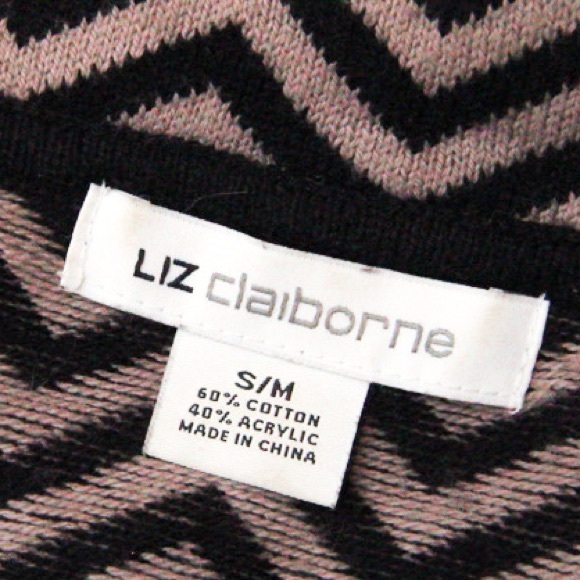 LIZ claiborne
S/M
60% COTTON
40% ACRYLIC
MADE IN CHINA